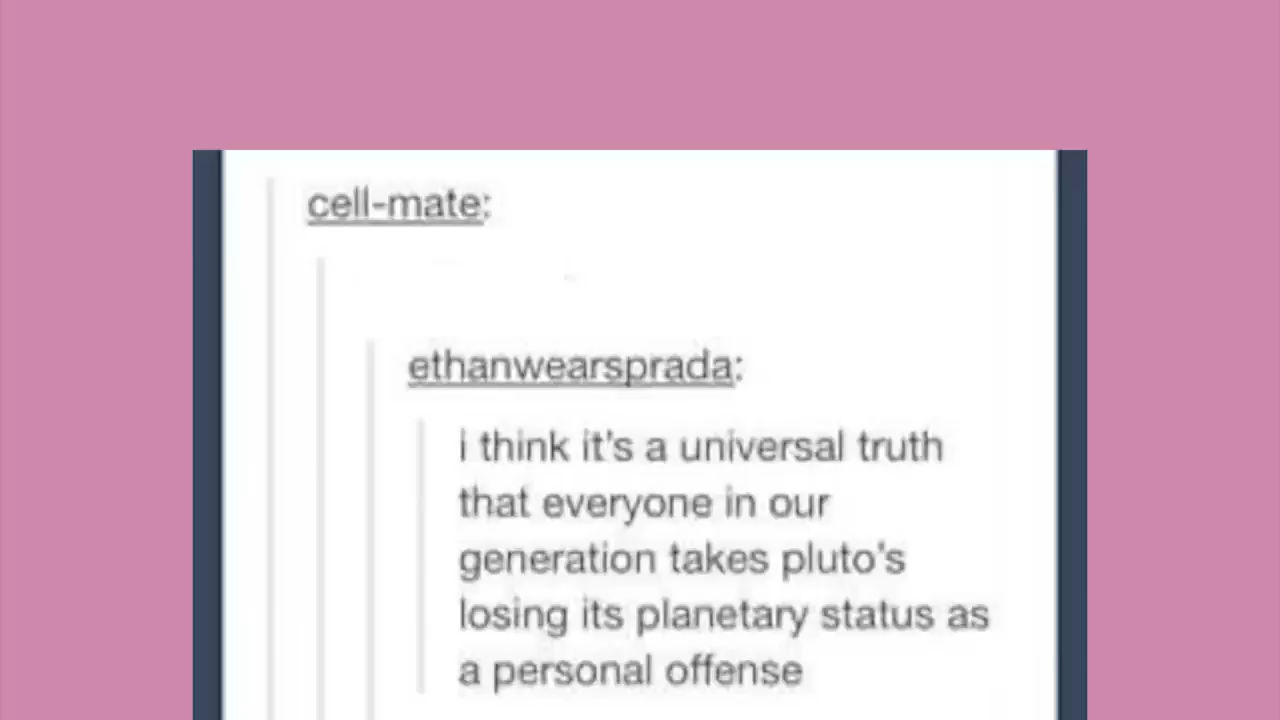 cell-mate:
ethanwearsprada:
i think it's a universal truth
that everyone in our
generation takes pluto's
losing its planetary status as
a personal offense